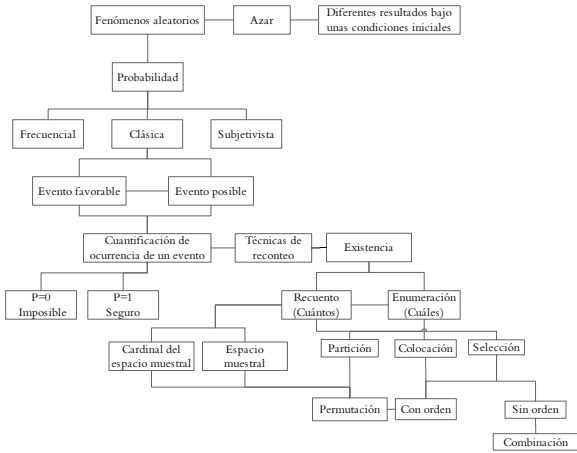 Fenómenos aleatorios
Azar
Diferentes resultados bajo
unas condiciones iniciales
Probabilidad
Frecuencial
Clásica
Subjetivista
Evento favorable
Evento posible
Cuantificación de
ocurrencia de un evento
Técnicas de
reconteo
Existencia
P=0
Imposible
P=1
Seguro
Recuento
(Cuántos)
Enumeración
(Cuáles)
Cardinal del
espacio muestral
Espacio
muestral
Partición
Colocación
Selección
Permutación
Con orden
Sin orden
Combinación